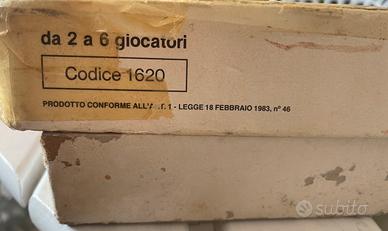 da 2 a 6 giocatori
Codice 1620
PRODOTTO CONFORME ALL'A..T. 1 - LEGGE 18 FEBBRAIO 1983, n° 46
subito